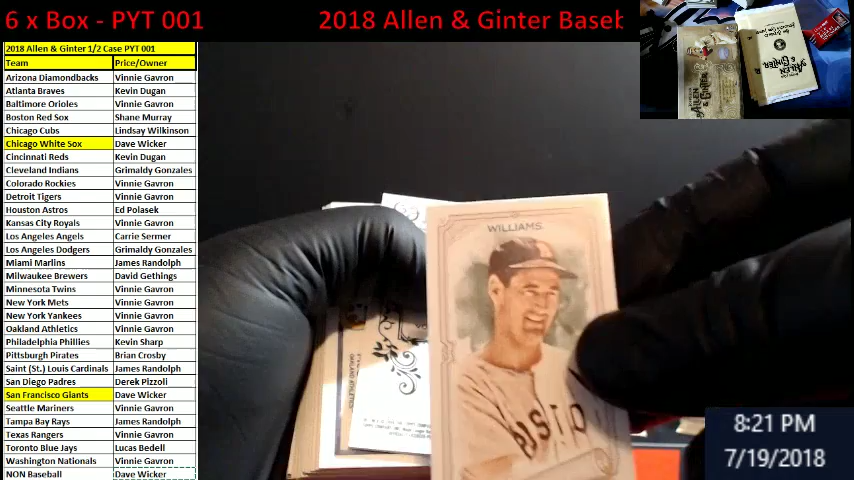 6 x Box - PYT 001
2018 Allen & Ginter Baseb
2018 Allen & Ginter 1/2 Case PYT 001
Team Price/Owner
Arizona Diamondbacks Vinnie Gavron
Atlanta Braves Kevin Dugan
Baltimore Orioles Vinnie Gavron
Boston Red Sox Shane Murray
Chicago Cubs Lindsay Wilkinson
Chicago White Sox Dave Wicker
Cincinnati Reds Kevin Dugan
Cleveland Indians Grimaldy Gonzales
Colorado Rockies Vinnie Gavron
Detroit Tigers Vinnie Gavron
Houston Astros Ed Polasek
Kansas City Royals Vinnie Gavron
Los Angeles Angels Carrie Sermer
Los Angeles Dodgers Grimaldy Gonzales
Miami Marlins James Randolph
Milwaukee Brewers David Gethings
Minnesota Twins Vinnie Gavron
New York Mets Vinnie Gavron
New York Yankees Vinnie Gavron
Oakland Athletics Vinnie Gavron
Philadelphia Phillies Kevin Sharp
Pittsburgh Pirates Brian Crosby
Saint (St.) Louis Cardinals James Randolph
San Diego Padres Derek Pizzoli
San Francisco Giants Dave Wicker
Seattle Mariners Vinnie Gavron
Tampa Bay Rays James Randolph
Texas Rangers Vinnie Gavron
Toronto Blue Jays Lucas Bedell
Washington Nationals Vinnie Gavron
NON Baseball Dave Wicker
ALLEN & GINTER
ALLEN & GINTER
WILLIAMS
BOSTON
OAKLAND ATHLETICS
8:21 PM
7/19/2018